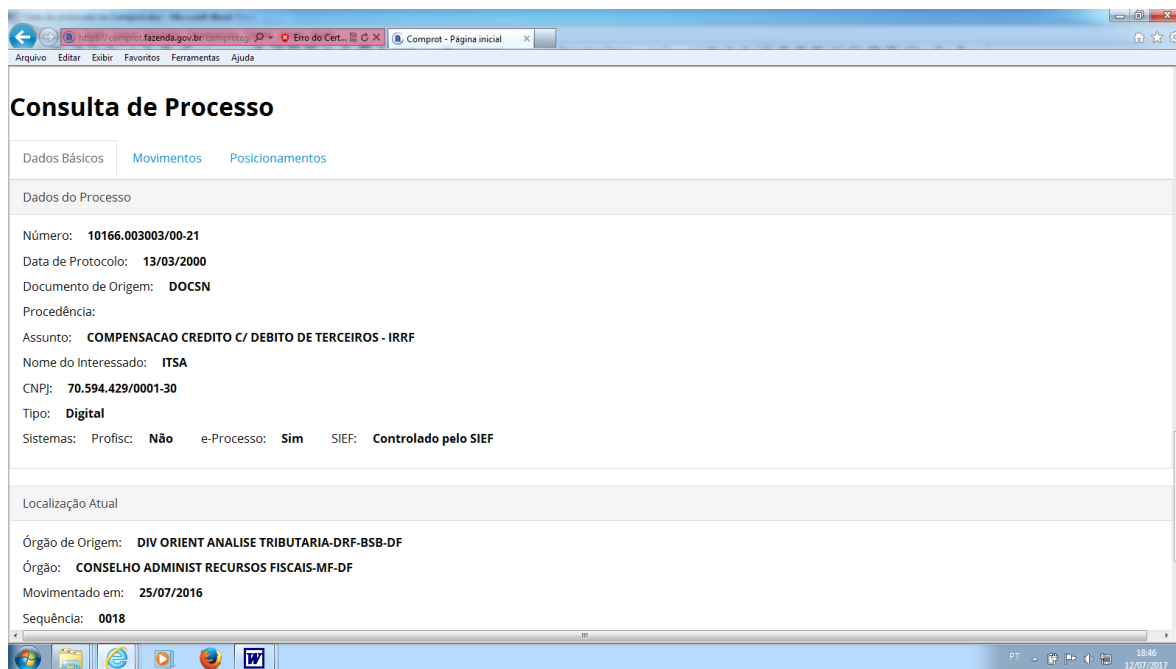 https://comprot.fazenda.gov.br/comproteg
Erro do Cert...
Comprot - Página inicial
Arquivo Editar Exibir Favoritos Ferramentas Ajuda
Consulta de Processo
Dados Básicos Movimentos Posicionamentos
Dados do Processo
Número: 10166.003003/00-21
Data de Protocolo: 13/03/2000
Documento de Origem: DOCSN
Procedência:
Assunto: COMPENSACAO CREDITO C/ DEBITO DE TERCEIROS - IRRF
Nome do Interessado: ITSA
CNPJ: 70.594.429/0001-30
Tipo: Digital
Sistemas: Profisc: Não e-Processo: Sim SIEF: Controlado pelo SIEF
Localização Atual
Órgão de Origem: DIV ORIENT ANALISE TRIBUTARIA-DRF-BSB-DF
Órgão: CONSELHO ADMINIST RECURSOS FISCAIS-MF-DF
Movimentado em: 25/07/2016
Sequência: 0018
PT
18:46
12/07/2017